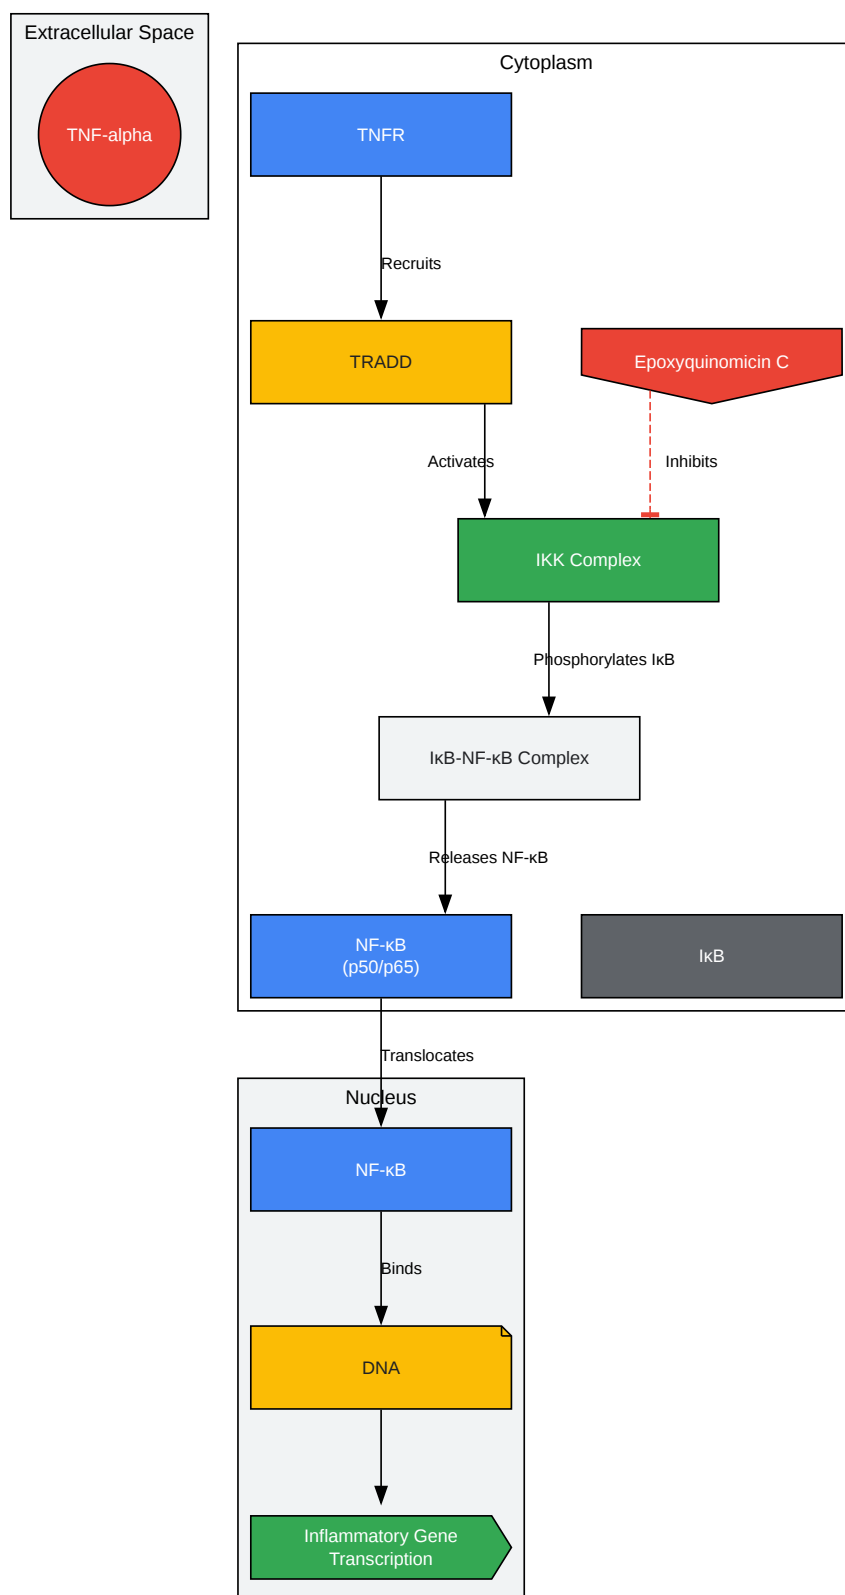 Extracellular Space
TNF-alpha
Cytoplasm
TNFR
Recruits
TRADD
Epoxyquinomicin C
Activates
Inhibits
IKK Complex
Phosphorylates IκB
IκB-NF-κB Complex
Releases NF-κB
NF-κB
(p50/p65)
IκB
Translocates
Nucleus
NF-κB
Binds
DNA
Inflammatory Gene
Transcription